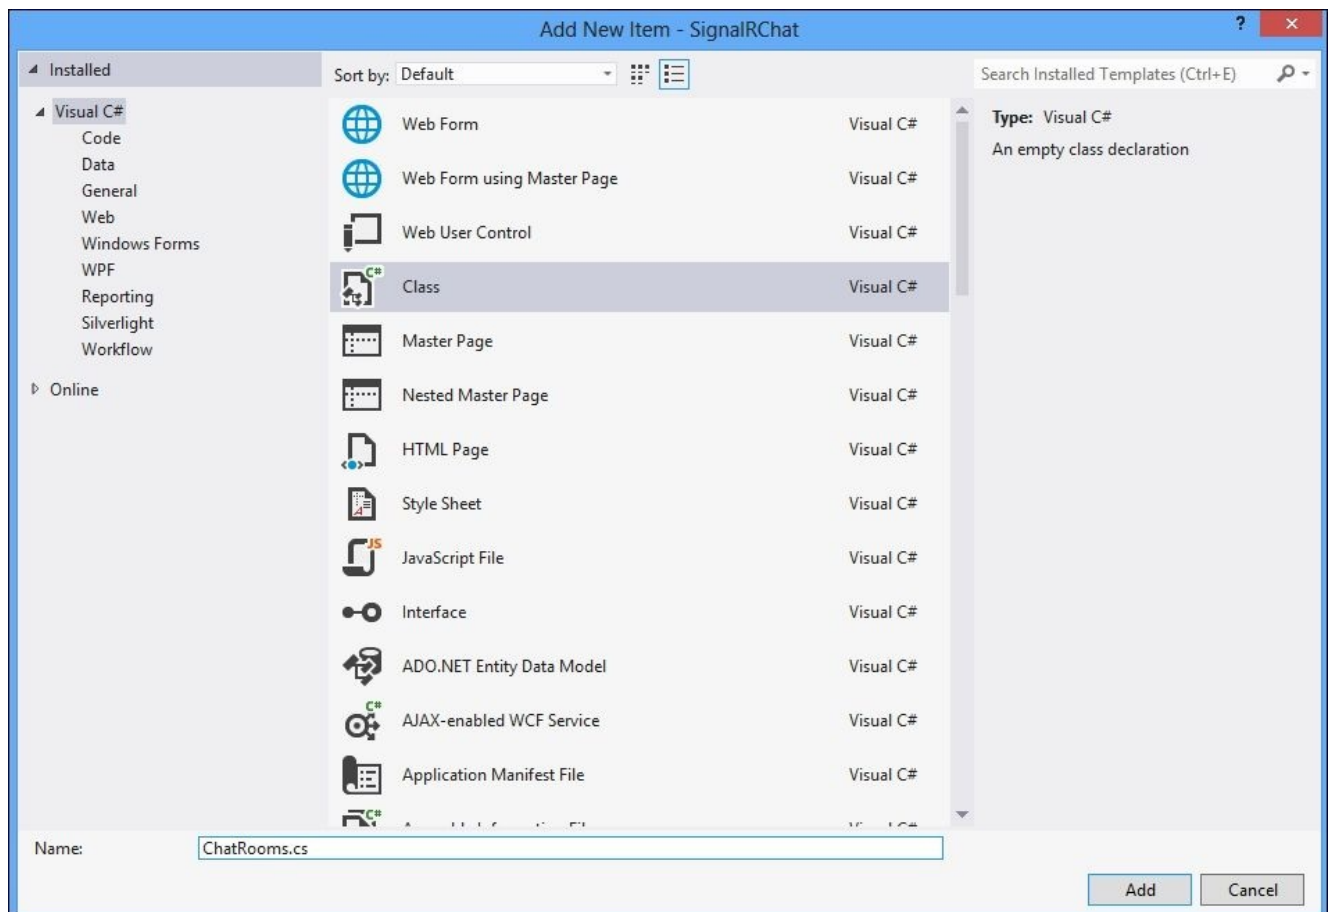 Add New Item - SignalRChat
?
×
Installed
Sort by: Default
Search Installed Templates (Ctrl+E)
Visual C#
Code
Data
General
Web
Windows Forms
WPF
Reporting
Silverlight
Workflow
Online
Web Form Visual C#
Web Form using Master Page Visual C#
Web User Control Visual C#
C#
Class Visual C#
Master Page Visual C#
Nested Master Page Visual C#
HTML Page Visual C#
Style Sheet Visual C#
JS
JavaScript File Visual C#
Interface Visual C#
ADO.NET Entity Data Model Visual C#
C#
AJAX-enabled WCF Service Visual C#
Application Manifest File Visual C#
C#
Type: Visual C#
An empty class declaration
Name: ChatRooms.cs
Add Cancel